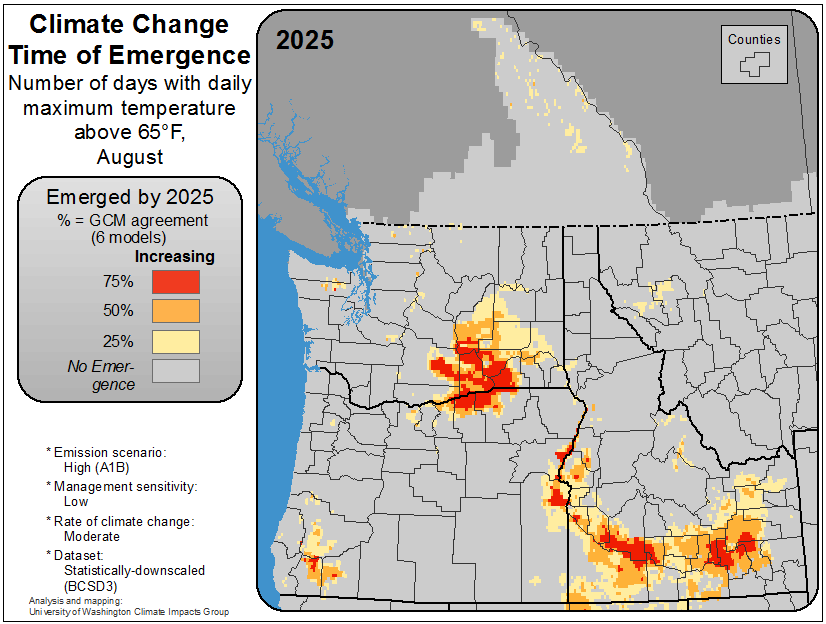 Climate Change
Time of Emergence
Number of days with daily
maximum temperature
above 65°F,
August
Emerged by 2025
% = GCM agreement
(6 models)
Increasing
75%
50%
25%
No Emer-
gence
* Emission scenario:
High (A1B)
* Management sensitivity:
Low
* Rate of climate change:
Moderate
* Dataset:
Statistically-downscaled
(BCSD3)
Analysis and mapping:
University of Washington Climate Impacts Group
2025
Counties